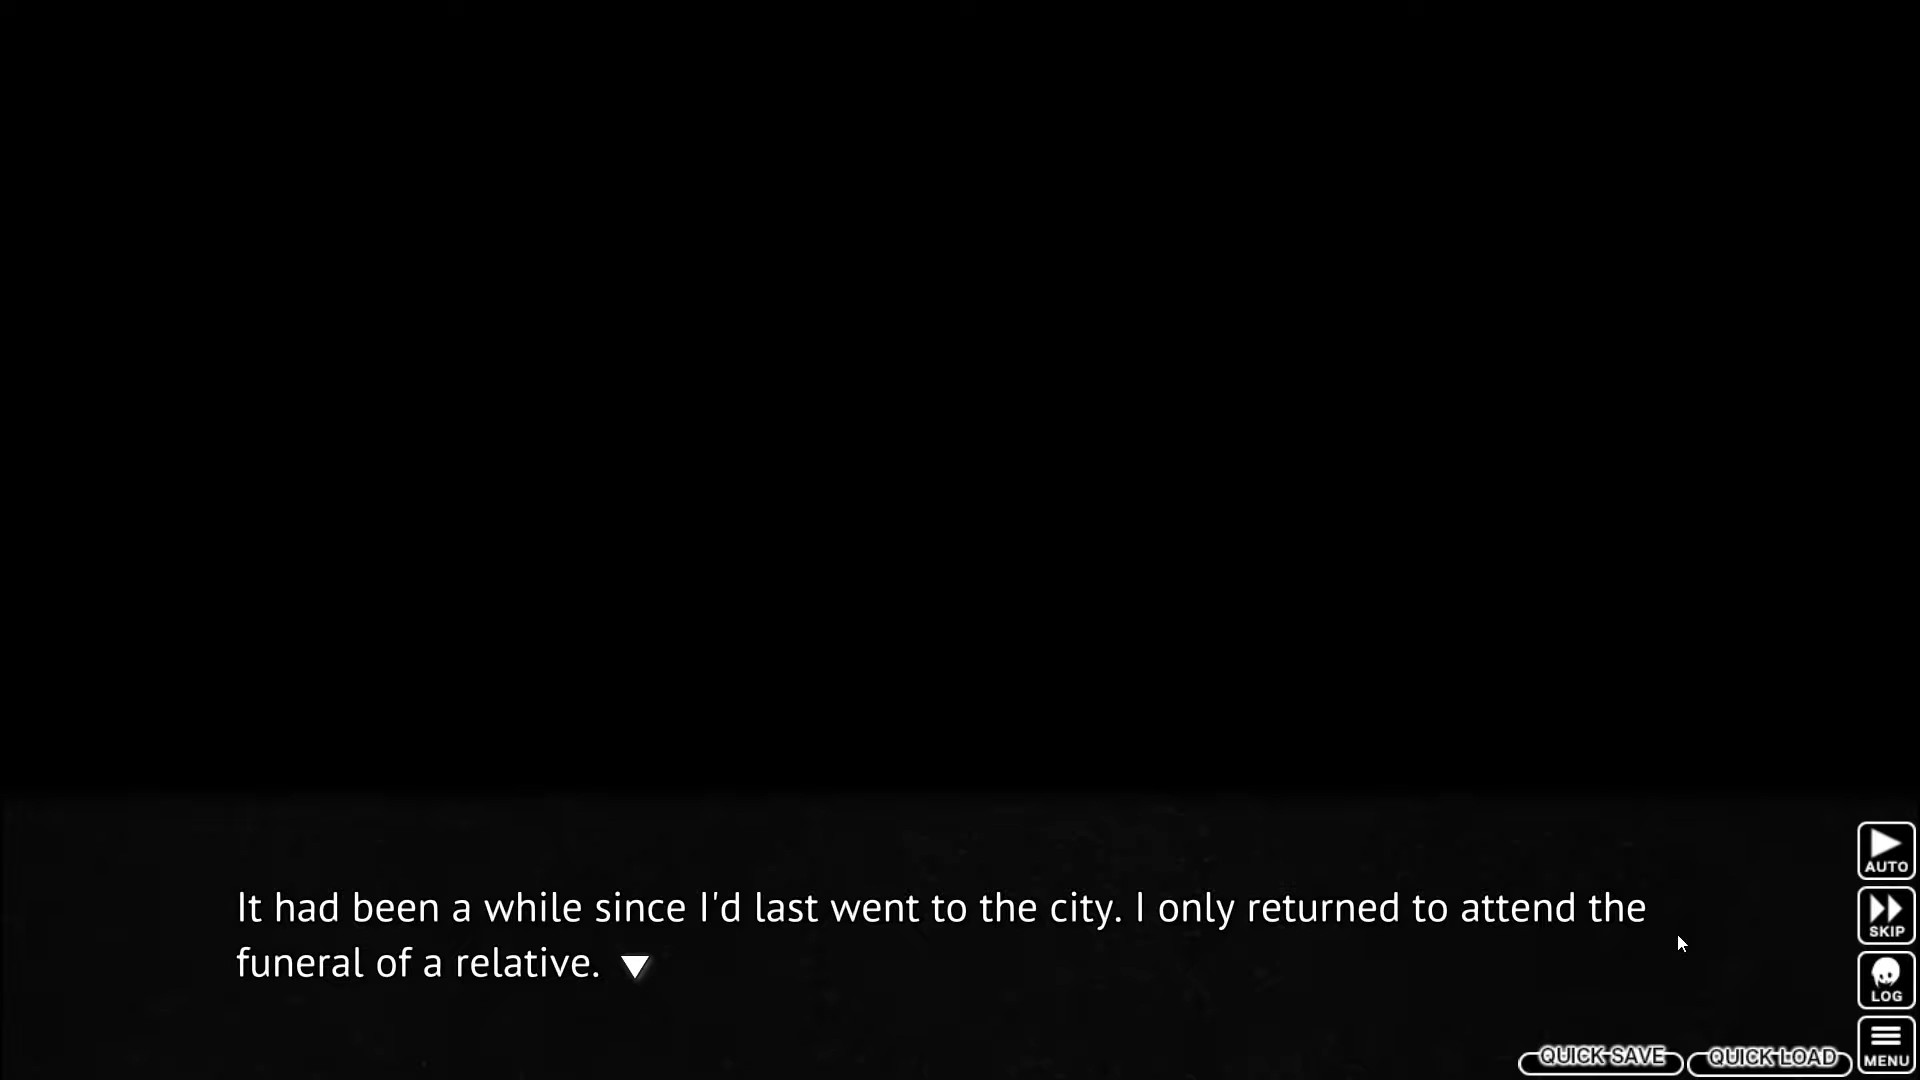 It had been a while since I'd last went to the city. I only returned to attend the
funeral of a relative.
AUTO
SKIP
LOG
MENU
QUICK SAVE QUICK LOAD